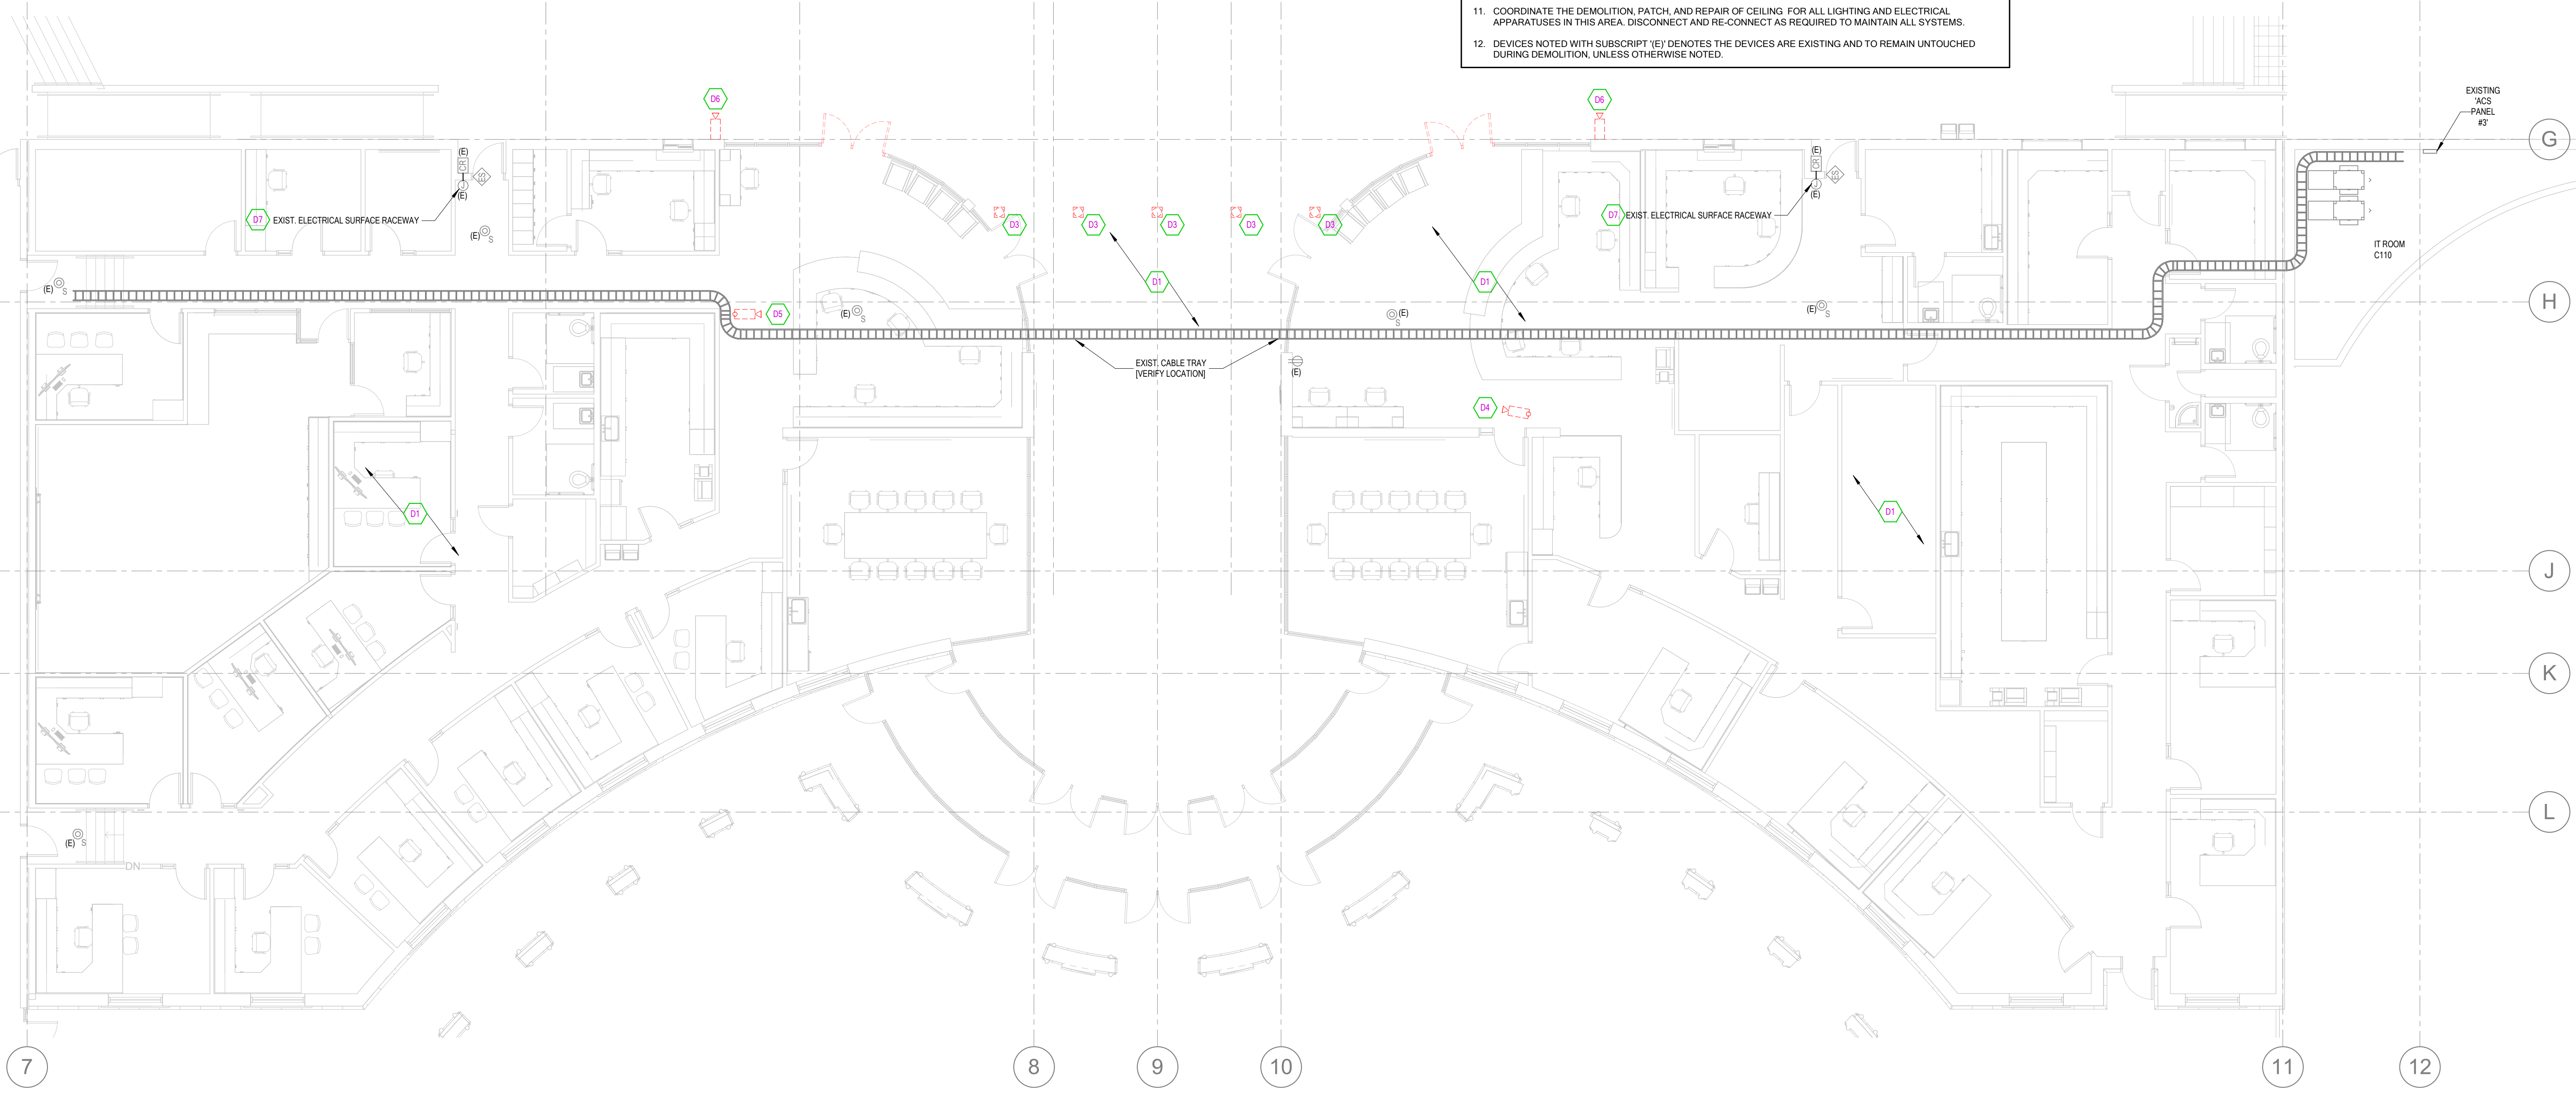 11. COORDINATE THE DEMOLITION, PATCH, AND REPAIR OF CEILING FOR ALL LIGHTING AND ELECTRICAL
APPARATUSES IN THIS AREA. DISCONNECT AND RE-CONNECT AS REQUIRED TO MAINTAIN ALL SYSTEMS.
12. DEVICES NOTED WITH SUBSCRIPT '(E)' DENOTES THE DEVICES ARE EXISTING AND TO REMAIN UNTOUCHED
DURING DEMOLITION, UNLESS OTHERWISE NOTED.
EXISTING
'ACS
PANEL
#3'
D6
D6
G
(E)
CR
ES
J
(E)
(E)
CR
ES
J
(E)
D7 EXIST. ELECTRICAL SURFACE RACEWAY
D3
D3
D3
D3
D3
D7 EXIST. ELECTRICAL SURFACE RACEWAY
(E) S
IT ROOM
C110
(E) S
D1
D1
H
D5
(E) S
(E)
S
(E) S
EXIST. CABLE TRAY
[VERIFY LOCATION]
(E)
D4
D1
D1
J
K
L
(E) S
DN
7
8
9
10
11
12